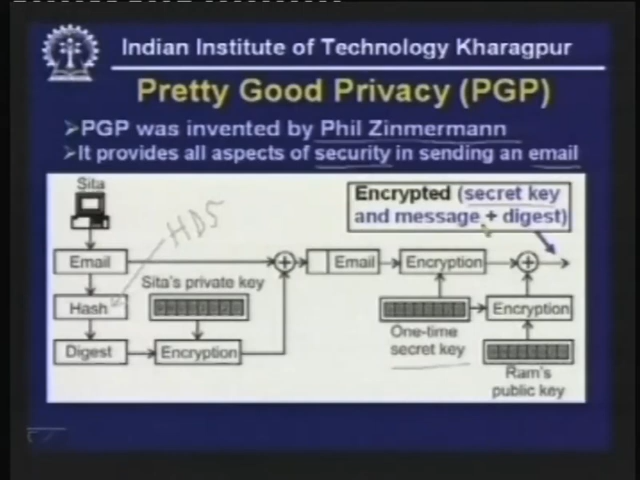 Indian Institute of Technology Kharagpur
Pretty Good Privacy (PGP)
➢PGP was invented by Phil Zinmermann
➢It provides all aspects of security in sending an email
Sita
Encrypted (secret key
and message + digest)
HD5
Email
+
Email
Encryption
+
Sita's private key
Hash
Encryption
One-time
secret key
Digest
Encryption
Ram's
public key